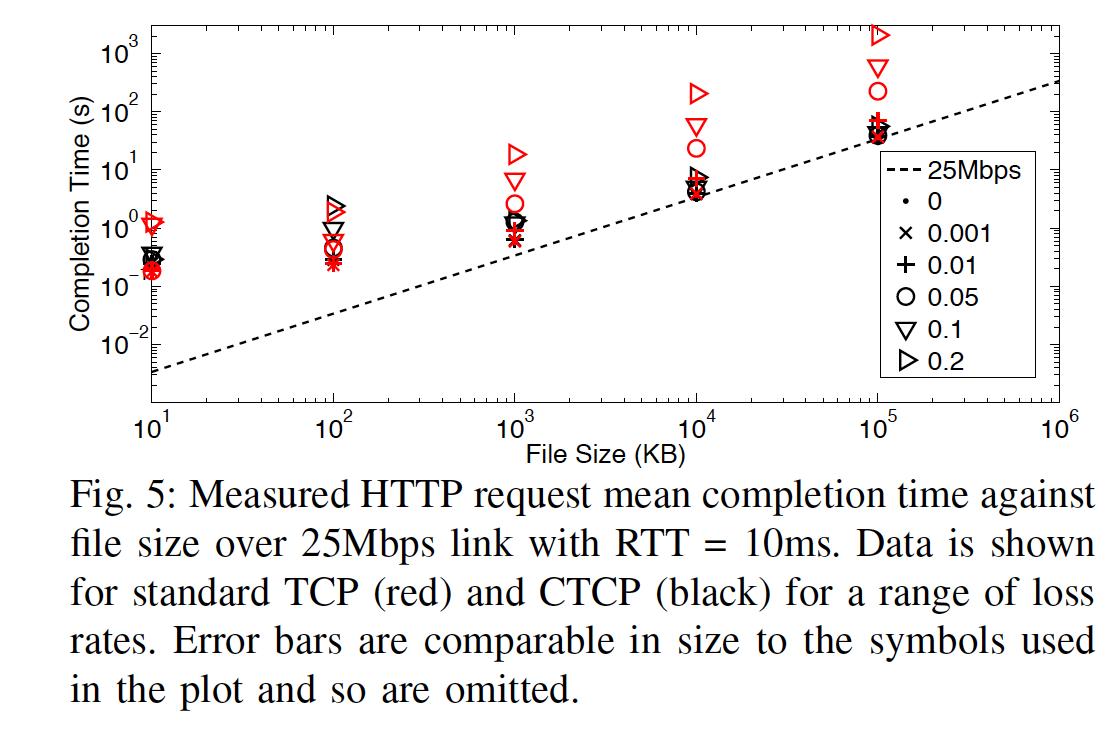 10^3
10^2
10^1
10^0
10^−1
10^−2
Completion Time (s)
10^1 10^2 10^3 10^4 10^5 10^6
File Size (KB)
25Mbps
0
0.001
0.01
0.05
0.1
0.2
Fig. 5: Measured HTTP request mean completion time against
file size over 25Mbps link with RTT = 10ms. Data is shown
for standard TCP (red) and CTCP (black) for a range of loss
rates. Error bars are comparable in size to the symbols used
in the plot and so are omitted.